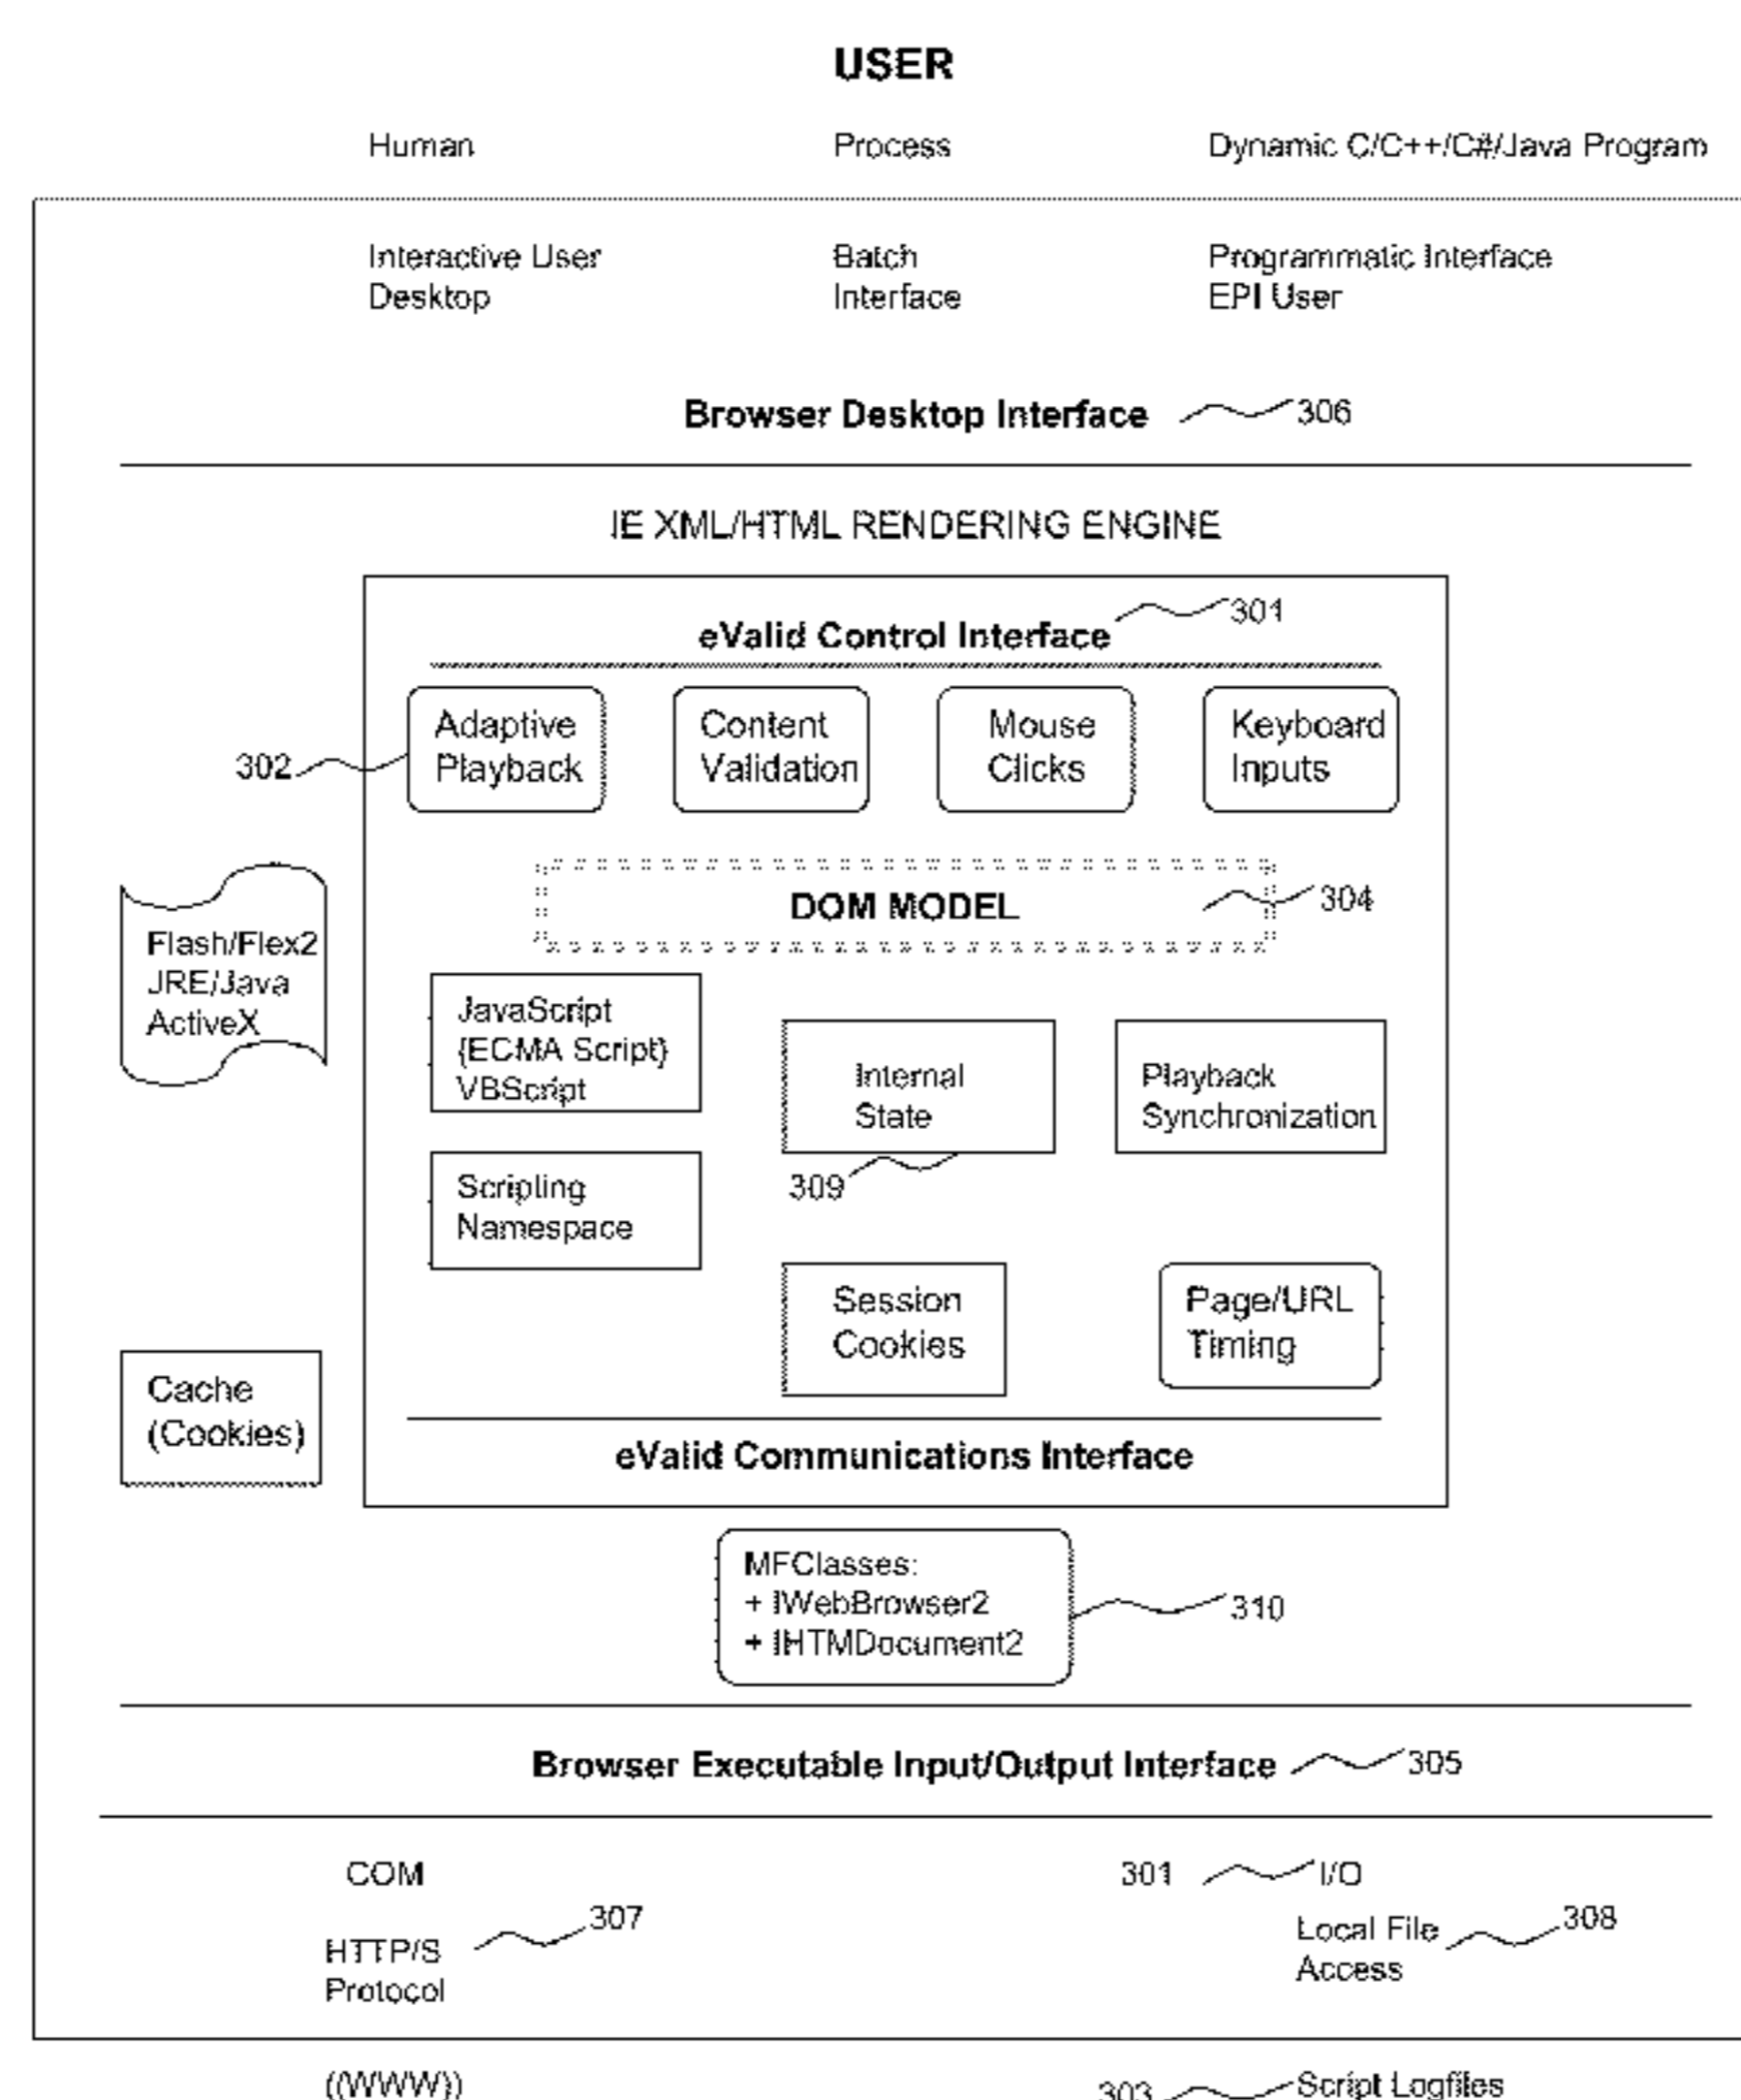 USER
Human Process Dynamic C/C++/C#/Java Program
Interactive User Batch Programmatic Interface
Desktop Interface EPI User
Browser Desktop Interface 306
IE XML/HTML RENDERING ENGINE
eValid Control Interface 301
Adaptive Content Mouse Keyboard
302 Playback Validation Clicks Inputs
DOM MODEL 304
Flash/Flex2
JRE/Java
ActiveX
JavaScript
{ECMA Script}
VBScript
Internal
State
309
Playback
Synchronization
Scripting
Namespace
Session
Cookies
Page/URL
Timing
Cache
(Cookies)
eValid Communications Interface
MFClasses:
+ IWebBrowser2
+ IHTMDocument2
310
Browser Executable Input/Output Interface 305
COM 301 I/O
307
HTTP/S
Protocol
Local File 308
Access
((WWW)) 303 Script Logfiles